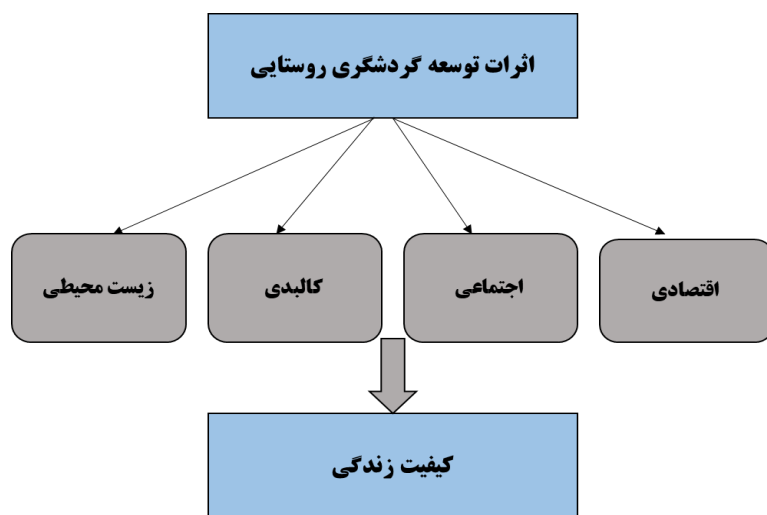 اثرات توسعه گردشگری روستایی
اقتصادی
اجتماعی
کالبدی
زیست محیطی
کیفیت زندگی